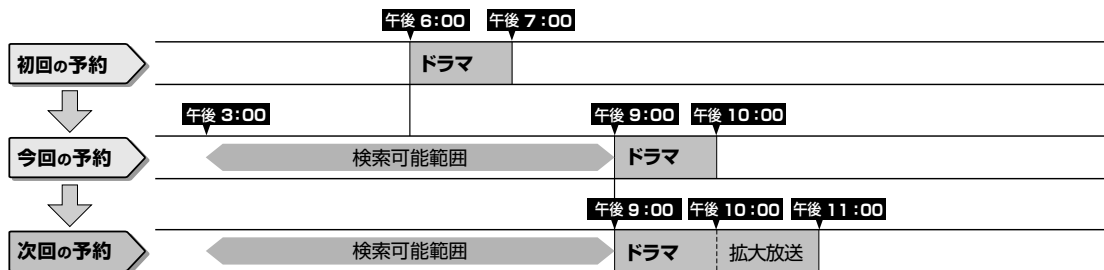 午後 6:00 午後 7:00
初回の予約 ドラマ
午後 3:00 午後 9:00 午後 10:00
今回の予約 検索可能範囲 ドラマ
午後 9:00 午後 10:00 午後 11:00
次回の予約 検索可能範囲 ドラマ 拡大放送